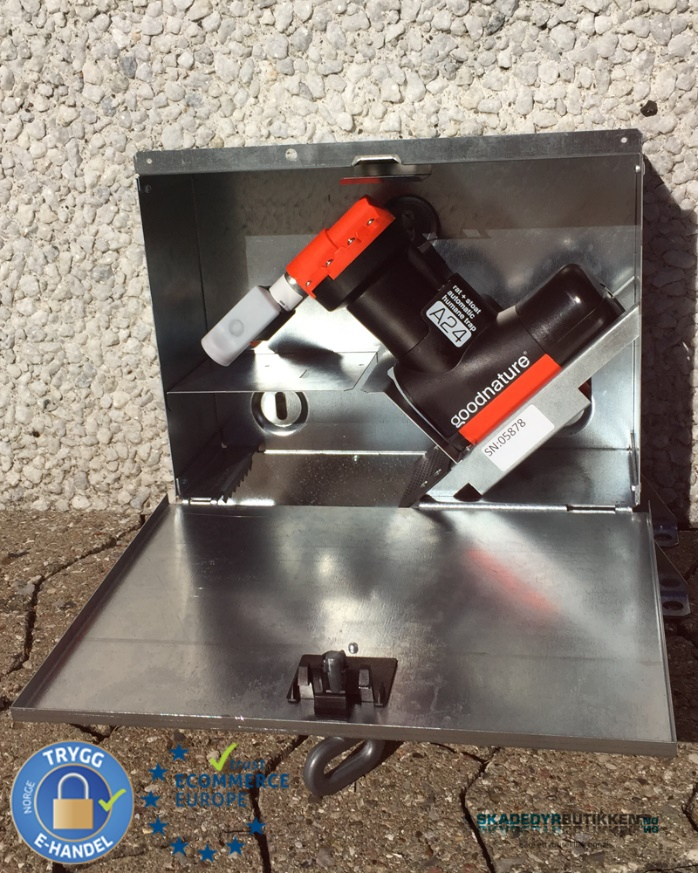 rat + stoat
automatic
humane trap
A24
goodnature
SN:05878
TRYGG
NORGE
E-HANDEL
ECOMMERCE
EUROPE
SKADEDYRBUTIKKEN